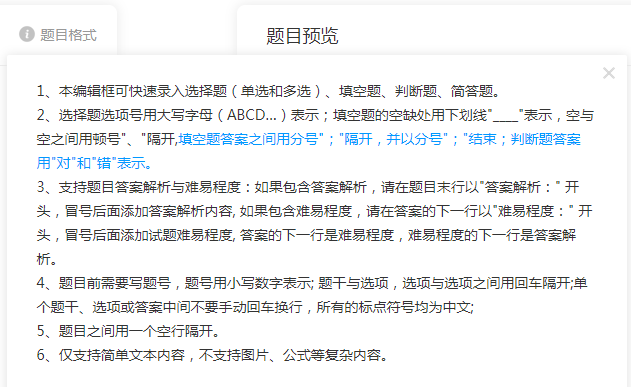 题目格式
题目预览
1、本编辑框可快速录入选择题（单选和多选）、填空题、判断题、简答题。
2、选择题选项号用大写字母（ABCD...）表示；填空题的空缺处用下划线"____"表示，空与
空之间用顿号"、"隔开,填空题答案之间用分号"；"隔开，并以分号"；"结束；判断题答案
用"对"和"错"表示。
3、支持题目答案解析与难易程度：如果包含答案解析，请在题目末行以"答案解析：" 开
头，冒号后面添加答案解析内容, 如果包含难易程度，请在答案的下一行以"难易程度：" 开
头，冒号后面添加试题难易程度, 答案的下一行是难易程度，难易程度的下一行是答案解
析。
4、题目前需要写题号，题号用小写数字表示; 题干与选项，选项与选项之间用回车隔开;单
个题干、选项或答案中间不要手动回车换行，所有的标点符号均为中文;
5、题目之间用一个空行隔开。
6、仅支持简单文本内容，不支持图片、公式等复杂内容。